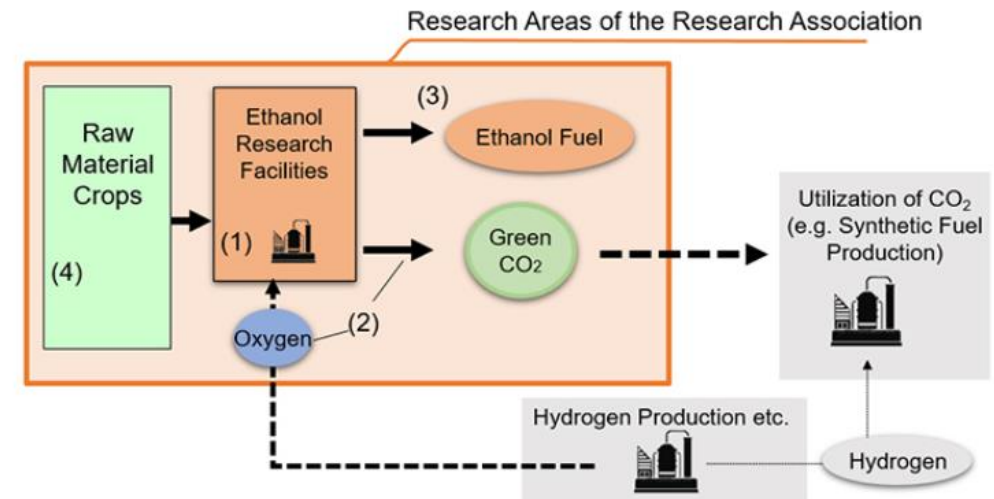 Research Areas of the Research Association
Raw
Material
Crops
(4)
Ethanol
Research
Facilities
(1)
(3)
Ethanol Fuel
Green
CO₂
(2)
Oxygen
Utilization of CO₂
(e.g. Synthetic Fuel
Production)
Hydrogen Production etc.
Hydrogen